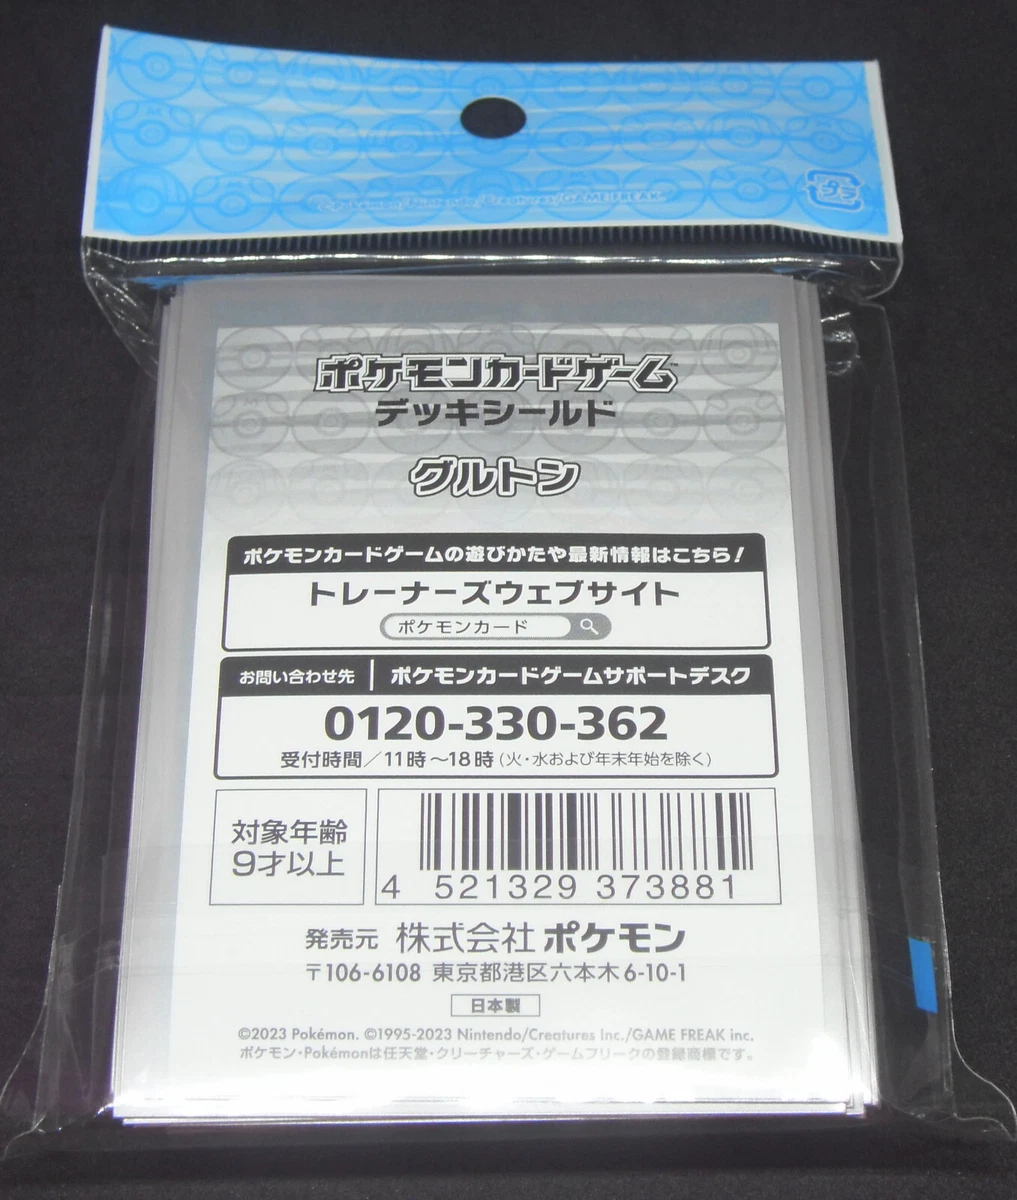 ©Pokémon/Nintendo/Creatures/GAME FREAK
プラ
ポケモンカードゲーム™
デッキシールド
グルトン
ポケモンカードゲームの遊びかたや最新情報はこちら!
トレーナーズウェブサイト
ポケモンカード
お問い合わせ先 ポケモンカードゲームサポートデスク
0120-330-362
受付時間/11時～18時(火・水および年末年始を除く)
対象年齢
9才以上
4 521329 373881
発売元 株式会社ポケモン
〒106-6108 東京都港区六本木6-10-1
日本製
©2023 Pokémon. ©1995-2023 Nintendo/Creatures Inc./GAME FREAK inc.
ポケモン・Pokémonは任天堂・クリーチャーズ・ゲームフリークの登録商標です。